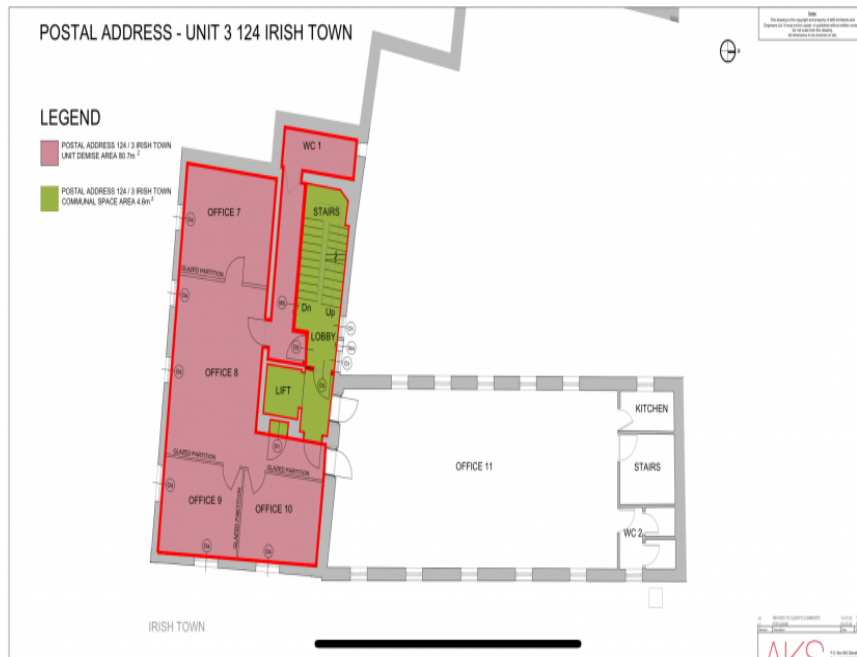 POSTAL ADDRESS - UNIT 3 124 IRISH TOWN
LEGEND
POSTAL ADDRESS 124 / 3 IRISH TOWN
UNIT DEMISE AREA 80.7m²
POSTAL ADDRESS 124 / 3 IRISH TOWN
COMMUNAL SPACE AREA 4.6m²
WC 1
OFFICE 7
STAIRS
GLAZED PARTITION
Dn
Up
LOBBY
OFFICE 8
LIFT
KITCHEN
GLAZED PARTITION
GLAZED PARTITION
OFFICE 11
STAIRS
OFFICE 9
GLAZED PARTITION
OFFICE 10
WC 2
IRISH TOWN
AKS